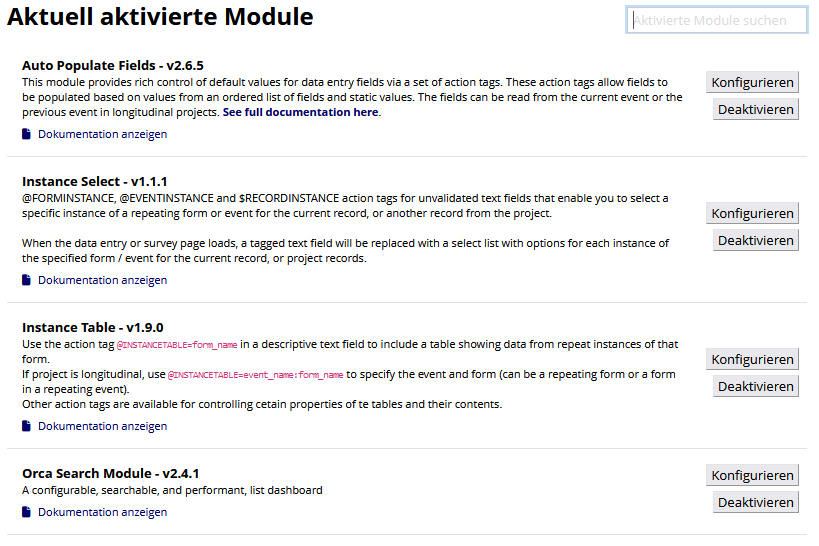 Aktuell aktivierte Module
Aktivierte Module suchen
Auto Populate Fields - v2.6.5
This module provides rich control of default values for data entry fields via a set of action tags. These action tags allow fields to
be populated based on values from an ordered list of fields and static values. The fields can be read from the current event or the
previous event in longitudinal projects. See full documentation here.
Dokumentation anzeigen
Konfigurieren
Deaktivieren
Instance Select - v1.1.1
@FORMINSTANCE, @EVENTINSTANCE and $RECORDINSTANCE action tags for unvalidated text fields that enable you to select a
specific instance of a repeating form or event for the current record, or another record from the project.
When the data entry or survey page loads, a tagged text field will be replaced with a select list with options for each instance of
the specified form / event for the current record, or project records.
Dokumentation anzeigen
Konfigurieren
Deaktivieren
Instance Table - v1.9.0
Use the action tag @INSTANCETABLE=form_name in a descriptive text field to include a table showing data from repeat instances of that
form.
If project is longitudinal, use @INSTANCETABLE=event_name:form_name to specify the event and form (can be a repeating form or a form
in a repeating event).
Other action tags are available for controlling cetain properties of te tables and their contents.
Dokumentation anzeigen
Konfigurieren
Deaktivieren
Orca Search Module - v2.4.1
A configurable, searchable, and performant, list dashboard
Dokumentation anzeigen
Konfigurieren
Deaktivieren